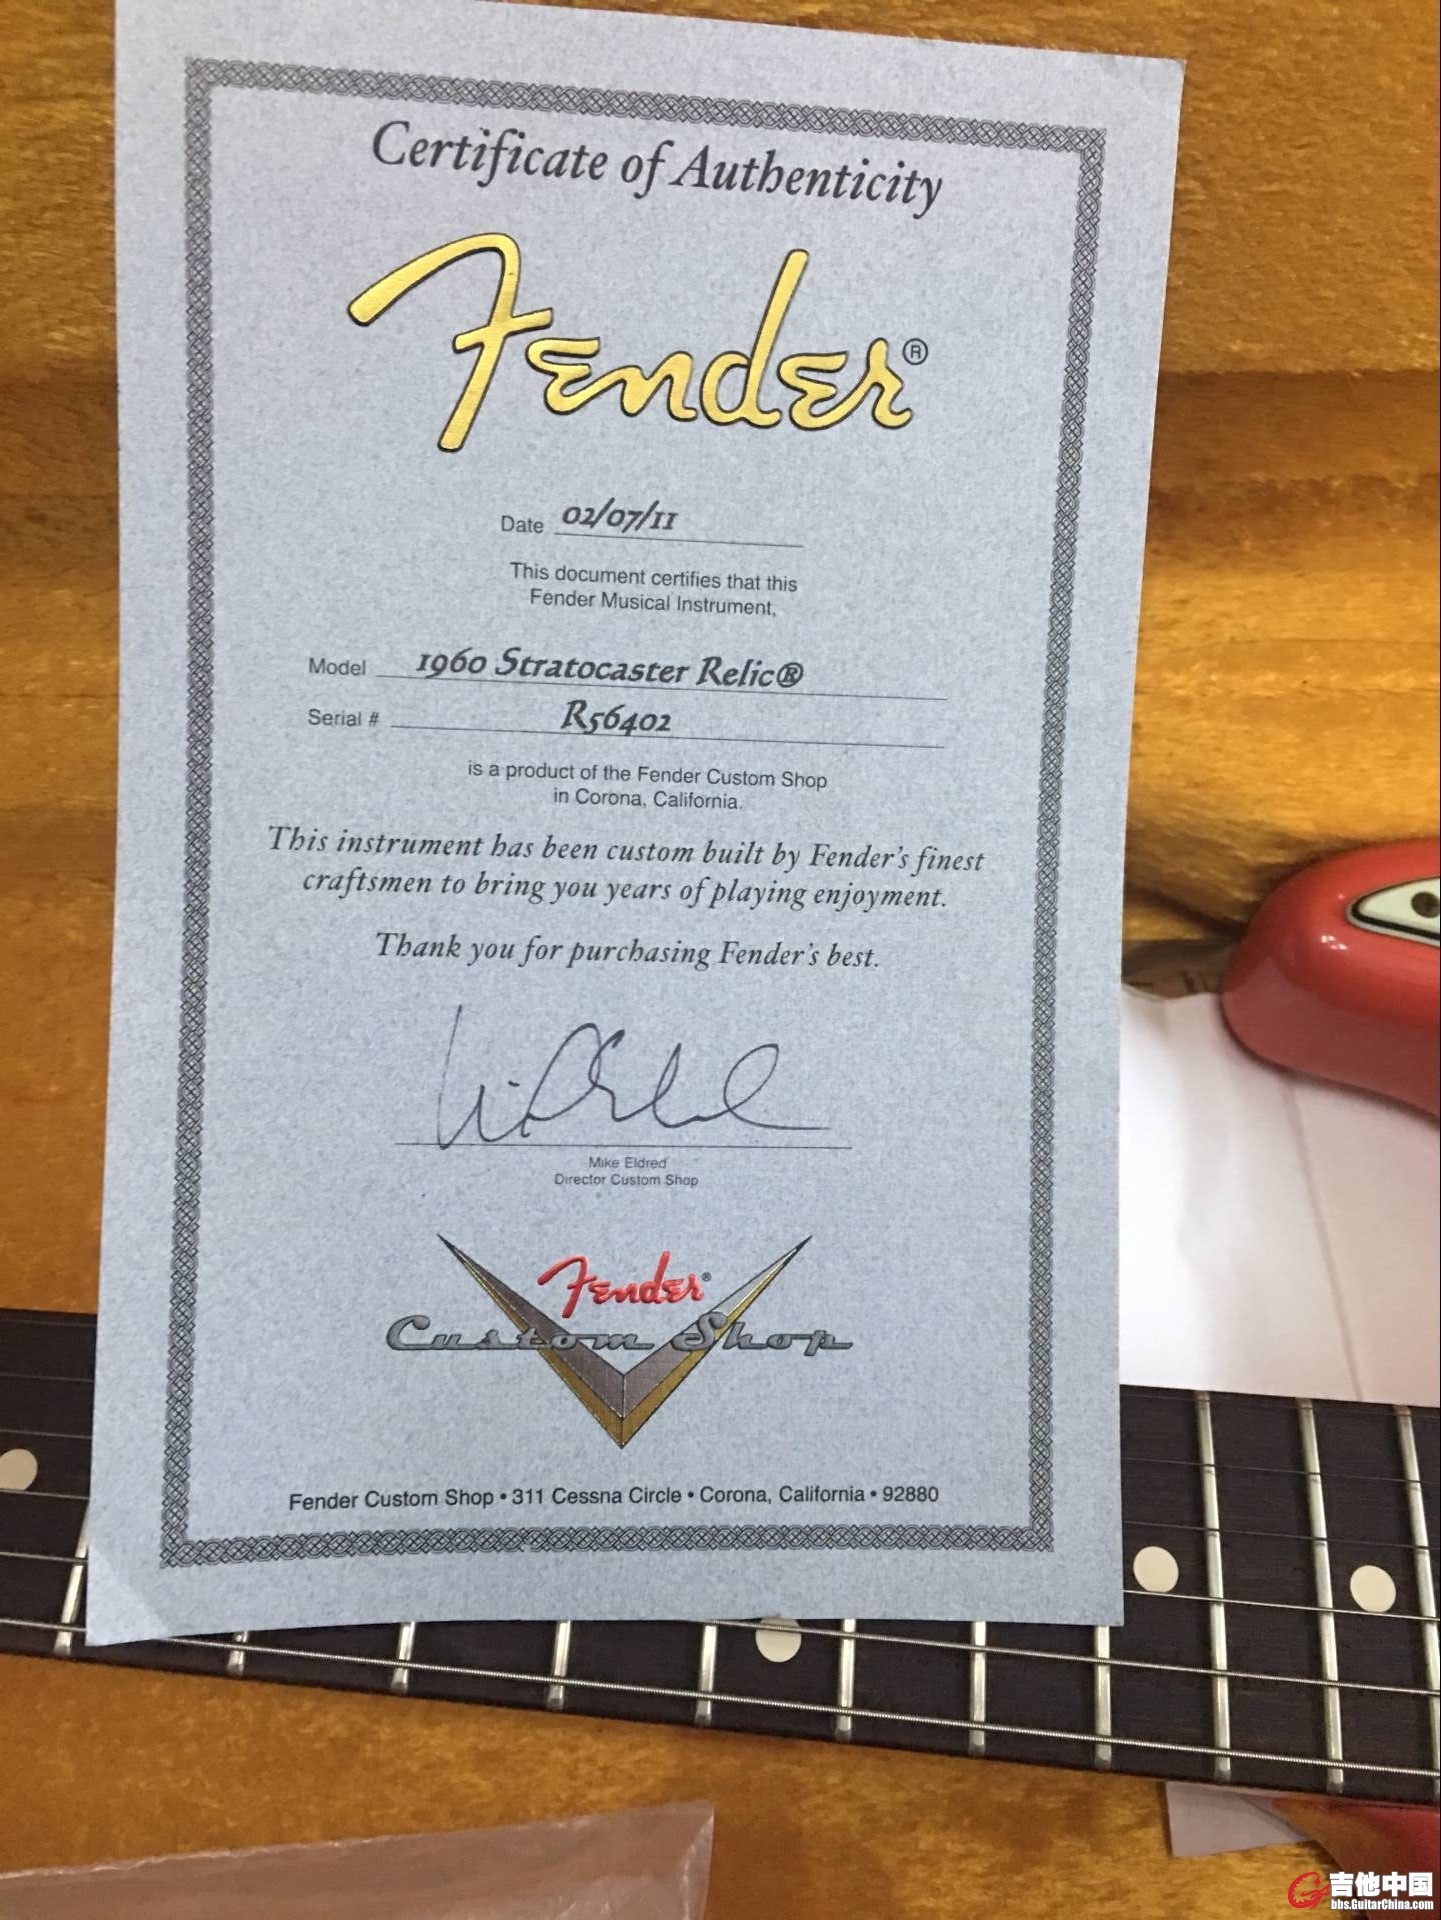 Certificate of Authenticity
Fender®
Date 02/07/11
This document certifies that this
Fender Musical Instrument,
Model 1960 Stratocaster Relic®
Serial # R56402
is a product of the Fender Custom Shop
in Corona, California.
This instrument has been custom built by Fender's finest
craftsmen to bring you years of playing enjoyment.
Thank you for purchasing Fender's best.
Mike Eldred
Director Custom Shop
Fender®
Custom Shop
Fender Custom Shop • 311 Cessna Circle • Corona, California • 92880
吉他中国
bbs.GuitarChina.com